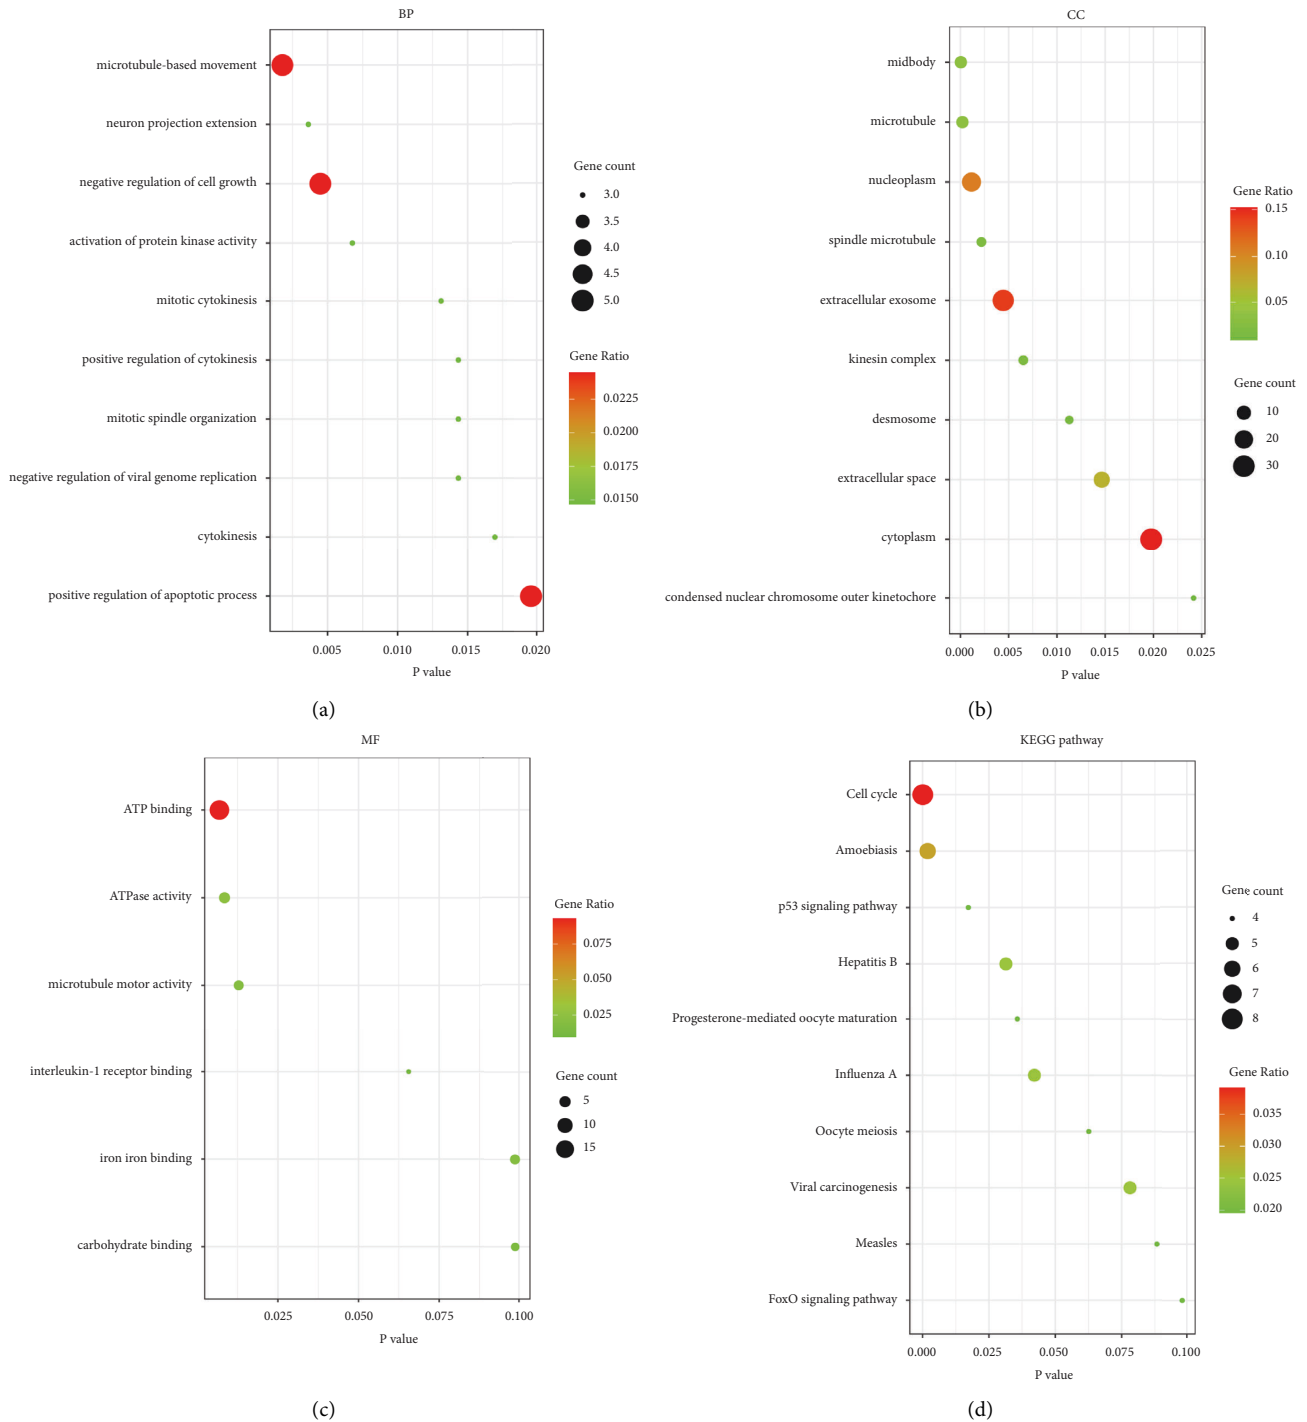 BP
microtubule-based movement
neuron projection extension
negative regulation of cell growth
activation of protein kinase activity
mitotic cytokinesis
positive regulation of cytokinesis
mitotic spindle organization
negative regulation of viral genome replication
cytokinesis
positive regulation of apoptotic process
0.005 0.010 0.015 0.020
P value
Gene count
3.0
3.5
4.0
4.5
5.0
Gene Ratio
0.0225
0.0200
0.0175
0.0150
(a)
CC
midbody
microtubule
nucleoplasm
spindle microtubule
extracellular exosome
kinesin complex
desmosome
extracellular space
cytoplasm
condensed nuclear chromosome outer kinetochore
0.000 0.005 0.010 0.015 0.020 0.025
P value
Gene Ratio
0.15
0.10
0.05
Gene count
10
20
30
(b)
MF
ATP binding
ATPase activity
microtubule motor activity
interleukin-1 receptor binding
iron iron binding
carbohydrate binding
0.025 0.050 0.075 0.100
P value
Gene Ratio
0.075
0.050
0.025
Gene count
5
10
15
(c)
KEGG pathway
Cell cycle
Amoebiasis
p53 signaling pathway
Hepatitis B
Progesterone-mediated oocyte maturation
Influenza A
Oocyte meiosis
Viral carcinogenesis
Measles
FoxO signaling pathway
0.000 0.025 0.050 0.075 0.100
P value
Gene count
4
5
6
7
8
Gene Ratio
0.035
0.030
0.025
0.020
(d)